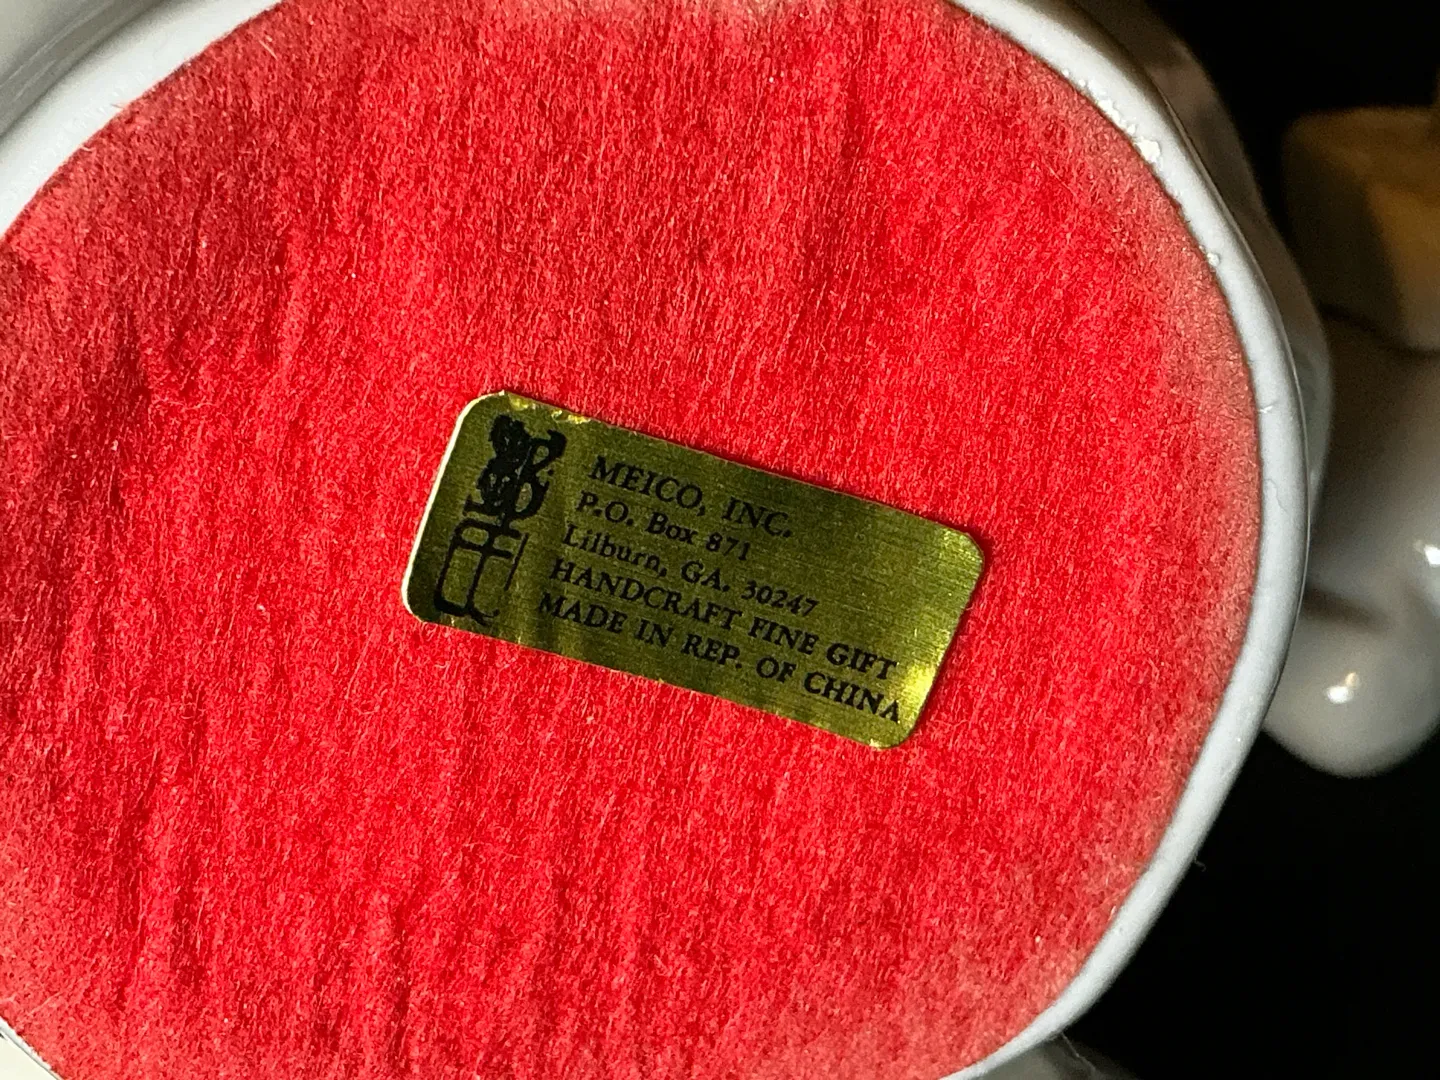 MEICO, INC.
P.O. Box 871
Lilburn, GA. 30247
HANDCRAFT FINE GIFT
MADE IN REP. OF CHINA